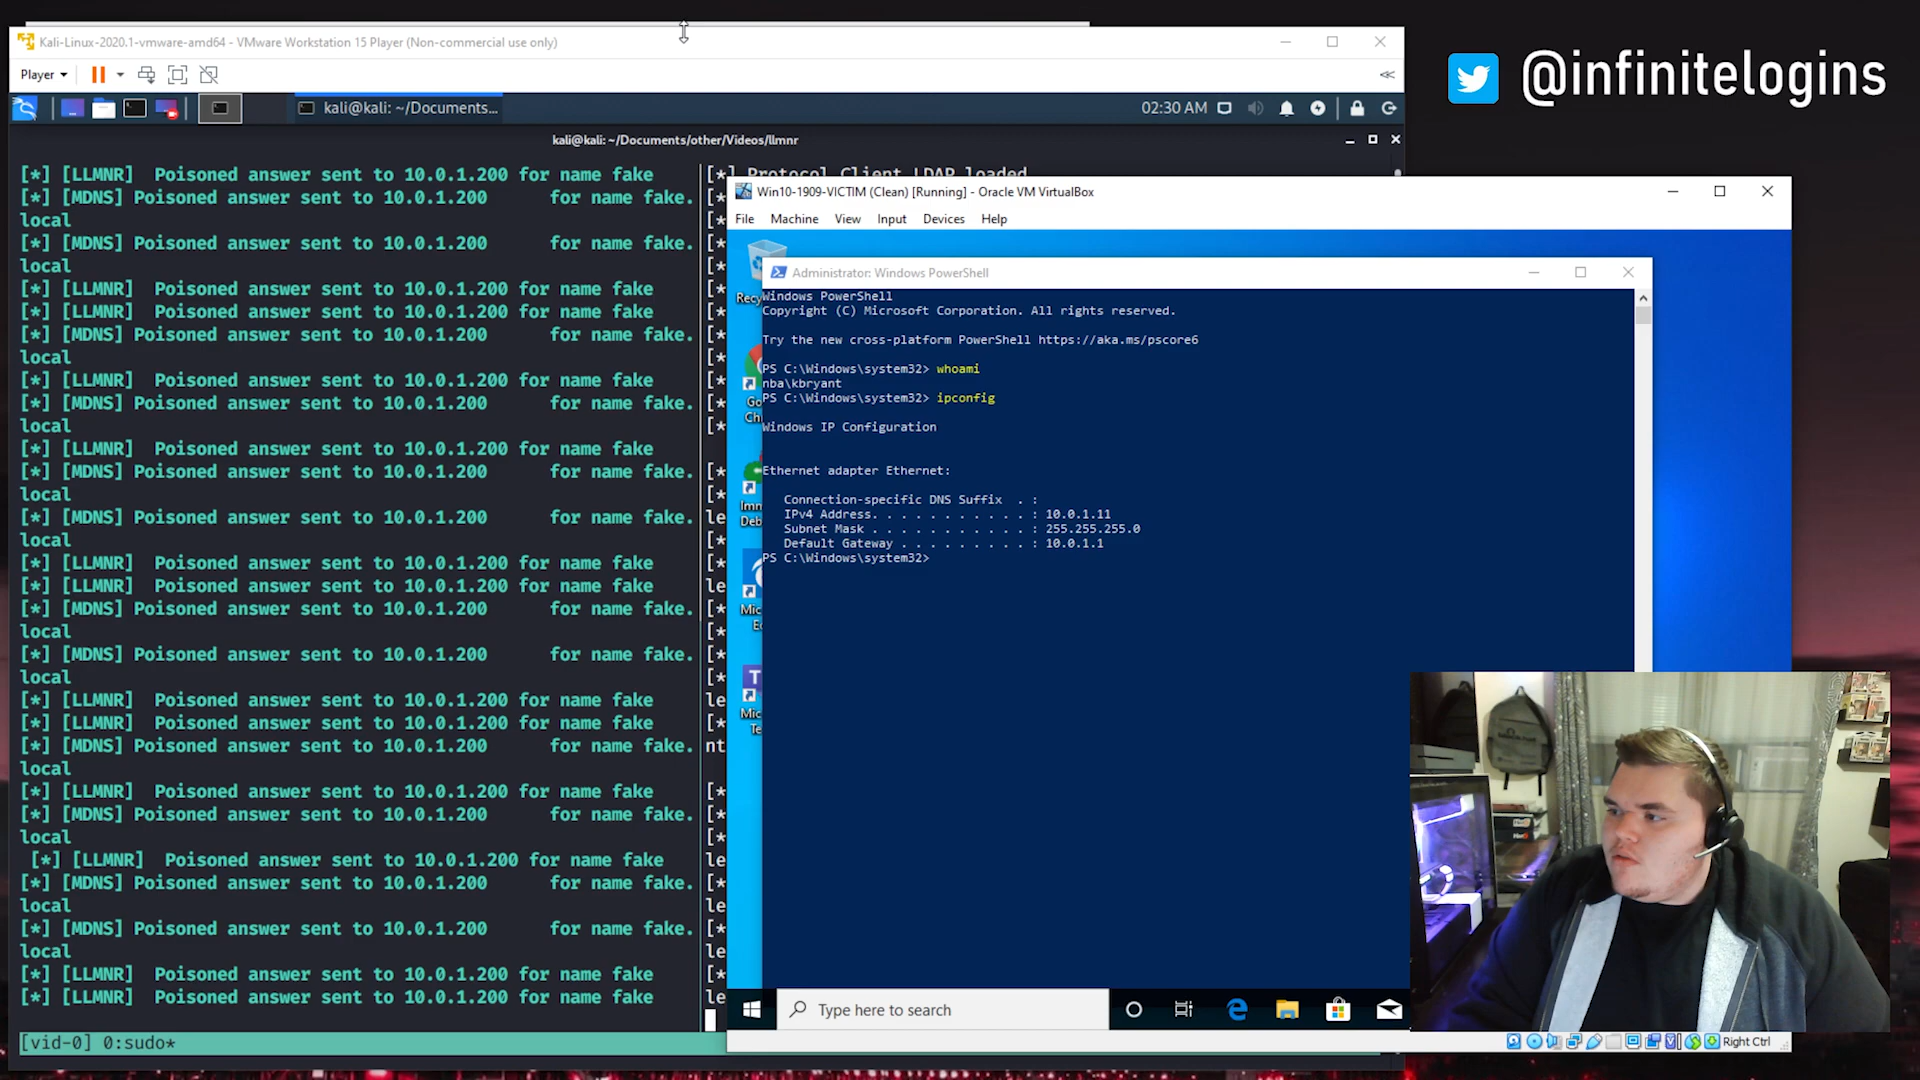 Kali-Linux-2020.1-vmware-amd64 - VMware Workstation 15 Player (Non-commercial use only)
@infinitelogins
Player
kali@kali: ~/Documents...
02:30 AM
kali@kali: ~/Documents/other/Videos/llmnr
[*] [LLMNR]  Poisoned answer sent to 10.0.1.200 for name fake
[*] [MDNS] Poisoned answer sent to 10.0.1.200      for name fake.
local
[*] [MDNS] Poisoned answer sent to 10.0.1.200      for name fake.
local
[*] [LLMNR]  Poisoned answer sent to 10.0.1.200 for name fake
[*] [LLMNR]  Poisoned answer sent to 10.0.1.200 for name fake
[*] [MDNS] Poisoned answer sent to 10.0.1.200      for name fake.
local
[*] [LLMNR]  Poisoned answer sent to 10.0.1.200 for name fake
[*] [MDNS] Poisoned answer sent to 10.0.1.200      for name fake.
local
[*] [LLMNR]  Poisoned answer sent to 10.0.1.200 for name fake
[*] [MDNS] Poisoned answer sent to 10.0.1.200      for name fake.
local
[*] [MDNS] Poisoned answer sent to 10.0.1.200      for name fake.
local
[*] [LLMNR]  Poisoned answer sent to 10.0.1.200 for name fake
[*] [LLMNR]  Poisoned answer sent to 10.0.1.200 for name fake
[*] [MDNS] Poisoned answer sent to 10.0.1.200      for name fake.
local
[*] [MDNS] Poisoned answer sent to 10.0.1.200      for name fake.
local
[*] [LLMNR]  Poisoned answer sent to 10.0.1.200 for name fake
[*] [LLMNR]  Poisoned answer sent to 10.0.1.200 for name fake
[*] [MDNS] Poisoned answer sent to 10.0.1.200      for name fake.
local
[*] [LLMNR]  Poisoned answer sent to 10.0.1.200 for name fake
[*] [MDNS] Poisoned answer sent to 10.0.1.200      for name fake.
local
[*] [LLMNR]  Poisoned answer sent to 10.0.1.200 for name fake
[*] [MDNS] Poisoned answer sent to 10.0.1.200      for name fake.
local
[*] [MDNS] Poisoned answer sent to 10.0.1.200      for name fake.
local
[*] [LLMNR]  Poisoned answer sent to 10.0.1.200 for name fake
[*] [LLMNR]  Poisoned answer sent to 10.0.1.200 for name fake
[vid-0] 0:sudo*
[*] Protocol Client LDAP loaded
Win10-1909-VICTIM (Clean) [Running] - Oracle VM VirtualBox
File Machine View Input Devices Help
Administrator: Windows PowerShell
Windows PowerShell
Copyright (C) Microsoft Corporation. All rights reserved.
Try the new cross-platform PowerShell https://aka.ms/pscore6
PS C:\Windows\system32> whoami
nba\kbryant
PS C:\Windows\system32> ipconfig
Windows IP Configuration
Ethernet adapter Ethernet:
Connection-specific DNS Suffix  . :
IPv4 Address. . . . . . . . . . . : 10.0.1.11
Subnet Mask . . . . . . . . . . . : 255.255.255.0
Default Gateway . . . . . . . . . : 10.0.1.1
PS C:\Windows\system32>
Type here to search
Right Ctrl